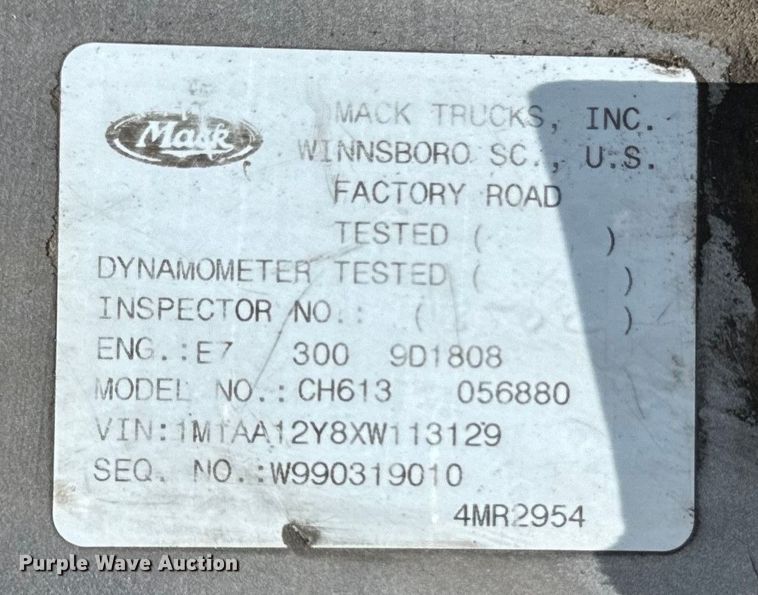 Mack
MACK TRUCKS, INC.
WINNSBORO SC., U.S.
FACTORY ROAD
TESTED ( )
DYNAMOMETER TESTED ( )
INSPECTOR NO.: ( )
ENG.:E7 300 9D1808
MODEL NO.:CH613 056880
VIN:1M1AA12Y8XW113129
SEQ. NO.:W990319010
4MR2954
Purple Wave Auction